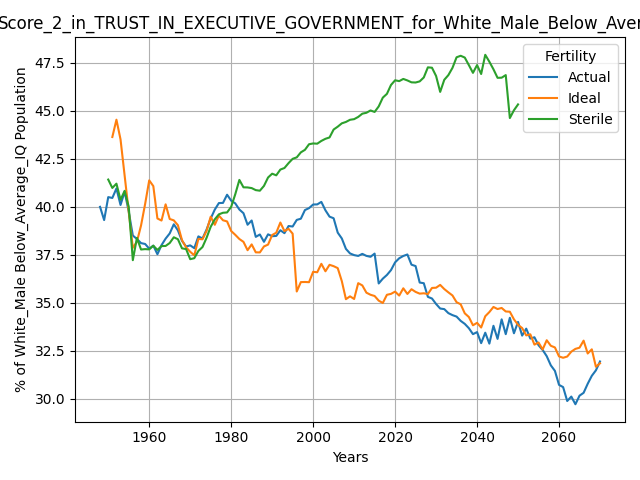 Score_2_in_TRUST_IN_EXECUTIVE_GOVERNMENT_for_White_Male_Below_Aver
% of White_Male Below_Average_IQ Population
47.5
45.0
42.5
40.0
37.5
35.0
32.5
30.0
Fertility
Actual
Ideal
Sterile
1960
1980
2000
2020
2040
2060
Years